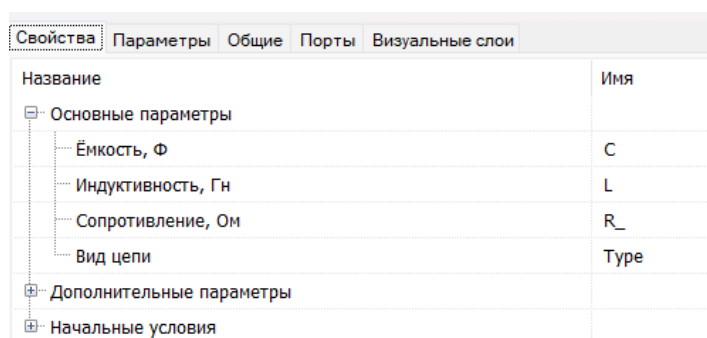 Свойства Параметры Общие Порты Визуальные слои
Название Имя
Основные параметры
Ёмкость, Ф C
Индуктивность, Гн L
Сопротивление, Ом R_
Вид цепи Type
Дополнительные параметры
Начальные условия